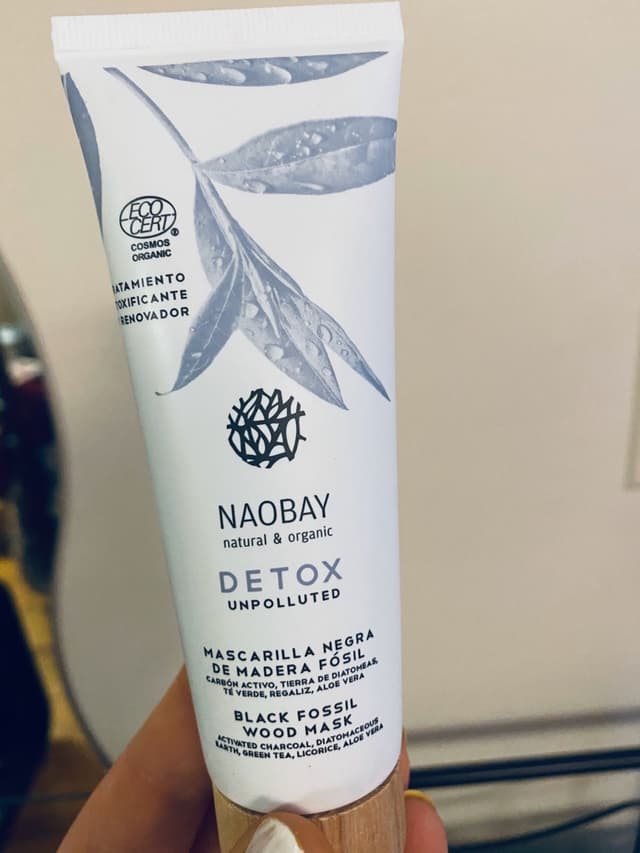 ECO
CERT
COSMOS
ORGANIC
RENOVADOR
NAOBAY
natural & organic
DETOX
UNPOLLUTED
MASCARILLA NEGRA
DE MADERA FÓSIL
CARBÓN ACTIVO, TIERRA DE DIATOMEAS,
TÉ VERDE, REGALIZ, ALOE VERA
BLACK FOSSIL
WOOD MASK
ACTIVATED CHARCOAL, DIATOMACEOUS
EARTH, GREEN TEA, LICORICE, ALOE VERA